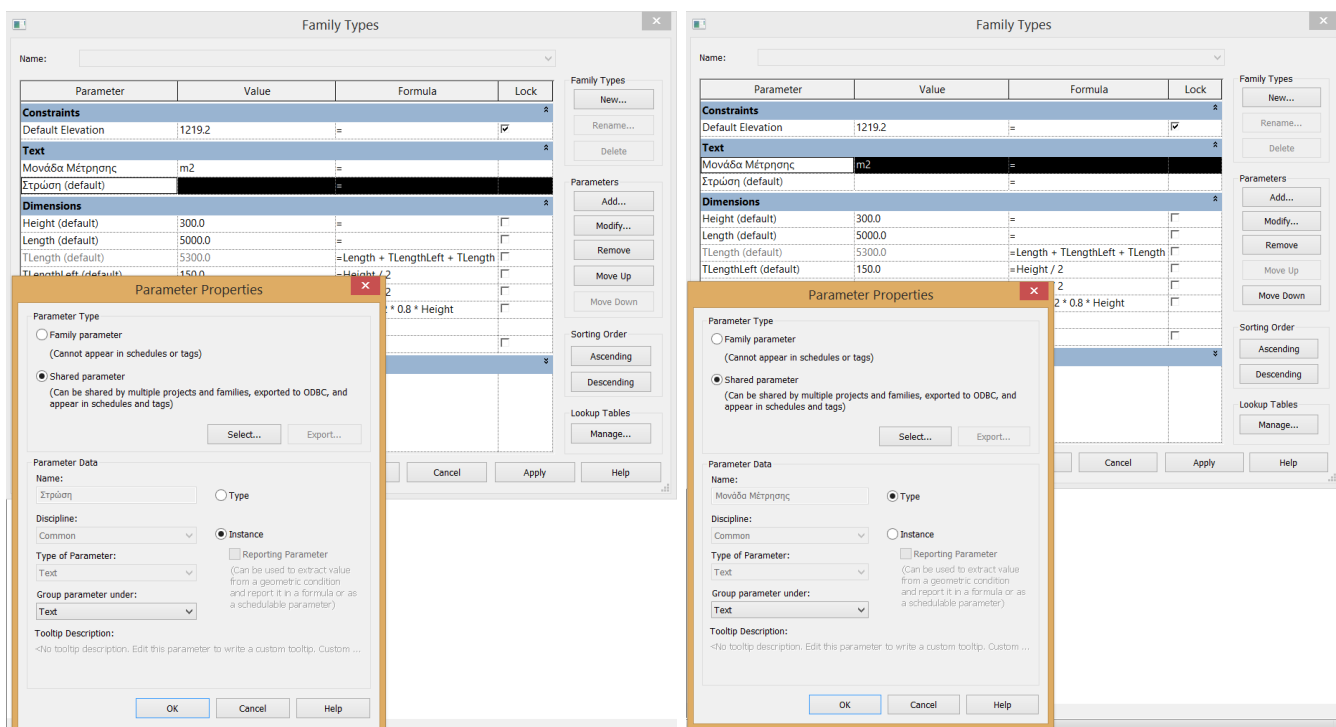 Family Types
Name:
Parameter Value Formula Lock
Constraints
Default Elevation 1219.2 =
Text
Μονάδα Μέτρησης m2 =
Στρώση (default) =
Dimensions
Height (default) 300.0 =
Length (default) 5000.0 =
TLength (default) 5300.0 =Length + TLengthLeft + TLength
TLengthLeft (default) 150.0 =Height / 2
2
* 0.8 * Height
Family Types
New...
Rename...
Delete
Parameters
Add...
Modify...
Remove
Move Up
Move Down
Sorting Order
Ascending
Descending
Lookup Tables
Manage...
Cancel Apply Help
Parameter Properties
Parameter Type
Family parameter
(Cannot appear in schedules or tags)
Shared parameter
(Can be shared by multiple projects and families, exported to ODBC, and
appear in schedules and tags)
Select... Export...
Parameter Data
Name:
Στρώση Type
Discipline:
Common Instance
Type of Parameter: Reporting Parameter
Text (Can be used to extract value
from a geometric condition
and report it in a formula or as
a schedulable parameter)
Group parameter under:
Text
Tooltip Description:
<No tooltip description. Edit this parameter to write a custom tooltip. Custom ...
OK Cancel Help
Family Types
Name:
Parameter Value Formula Lock
Constraints
Default Elevation 1219.2 =
Text
Μονάδα Μέτρησης m2 =
Στρώση (default) =
Dimensions
Height (default) 300.0 =
Length (default) 5000.0 =
TLength (default) 5300.0 =Length + TLengthLeft + TLength
TLengthLeft (default) 150.0 =Height / 2
2
2 * 0.8 * Height
Family Types
New...
Rename...
Delete
Parameters
Add...
Modify...
Remove
Move Up
Move Down
Sorting Order
Ascending
Descending
Lookup Tables
Manage...
Cancel Apply Help
Parameter Properties
Parameter Type
Family parameter
(Cannot appear in schedules or tags)
Shared parameter
(Can be shared by multiple projects and families, exported to ODBC, and
appear in schedules and tags)
Select... Export...
Parameter Data
Name:
Μονάδα Μέτρησης Type
Discipline:
Common Instance
Type of Parameter: Reporting Parameter
Text (Can be used to extract value
from a geometric condition
and report it in a formula or as
a schedulable parameter)
Group parameter under:
Text
Tooltip Description:
<No tooltip description. Edit this parameter to write a custom tooltip. Custom ...
OK Cancel Help